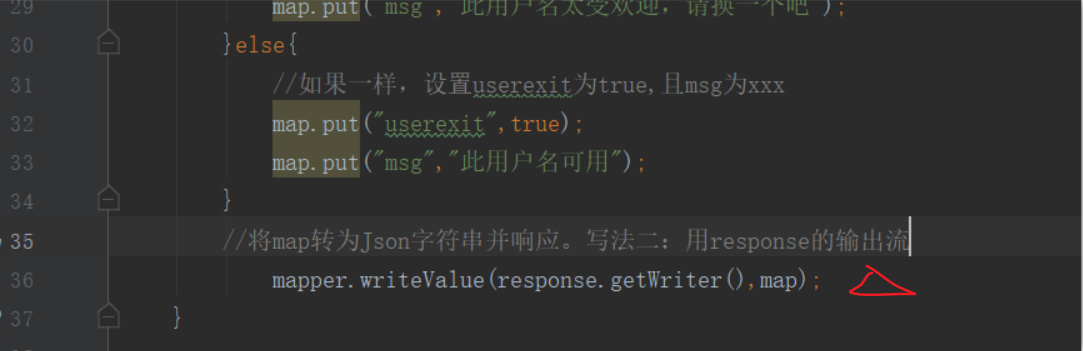 29 map.put("msg","此用户名太受欢迎，请换一个吧");
30 }else{
31 //如果一样，设置userexit为true,且msg为xxx
32 map.put("userexit",true);
33 map.put("msg","此用户名可用");
34 }
35 //将map转为Json字符串并响应。写法二：用response的输出流
36 mapper.writeValue(response.getWriter(),map);
37 }